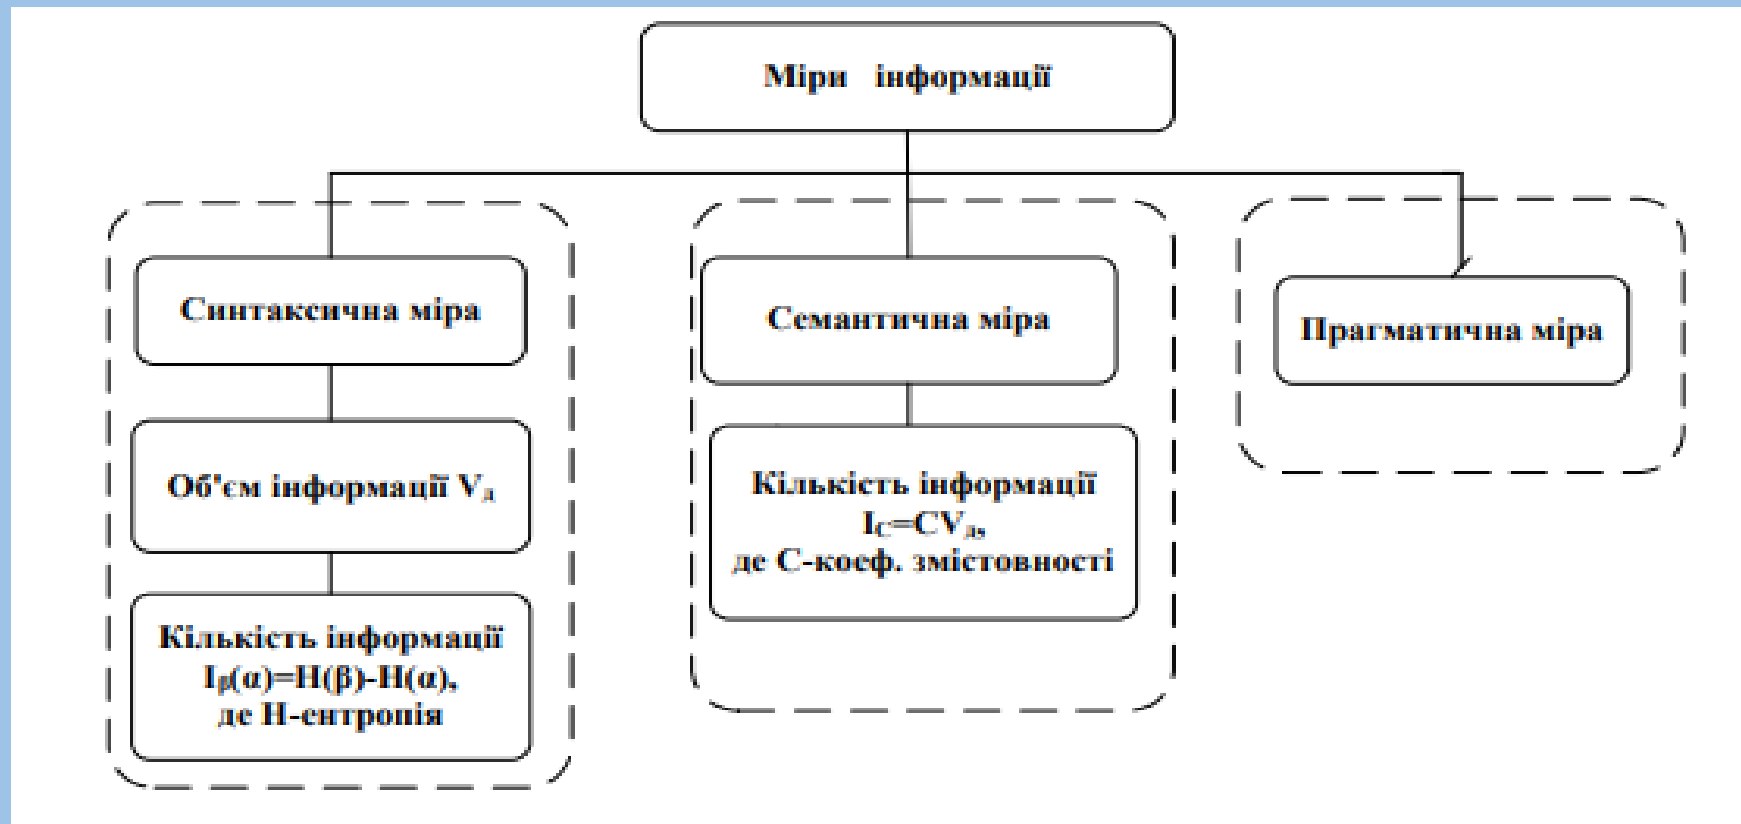 Міри інформації
Синтаксична міра
Об'єм інформації Vд
Кількість інформації
Iβ(α)=H(β)-H(α),
де H-ентропія
Семантична міра
Кількість інформації
IC=CVд,
де C-коеф. змістовності
Прагматична міра